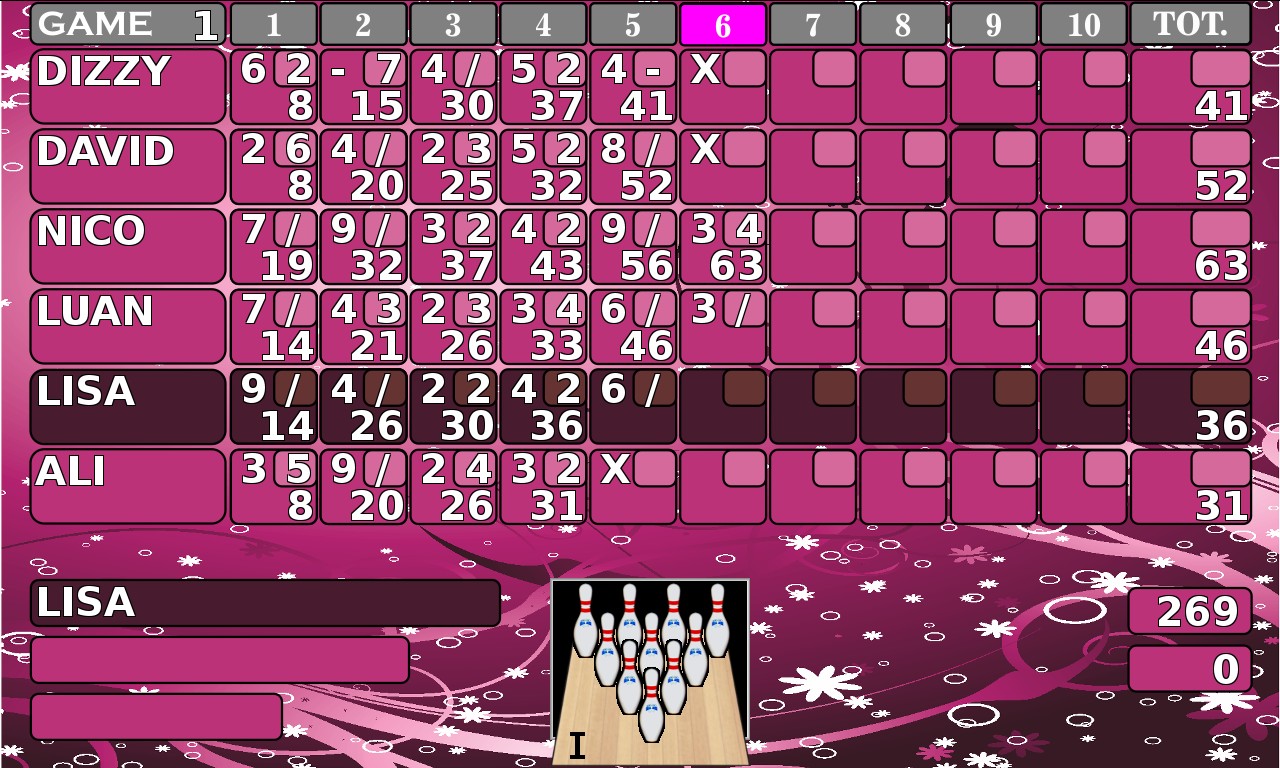 GAME 1 1 2 3 4 5 6 7 8 9 10 TOT.
DIZZY 6 2 - 7 4 / 5 2 4 - X
8 15 30 37 41 41
DAVID 2 6 4 / 2 3 5 2 8 / X
8 20 25 32 52 52
NICO 7 / 9 / 3 2 4 2 9 / 3 4
19 32 37 43 56 63 63
LUAN 7 / 4 3 2 3 3 4 6 / 3 /
14 21 26 33 46 46
LISA 9 / 4 / 2 2 4 2 6 /
14 26 30 36 36
ALI 3 5 9 / 2 4 3 2 X
8 20 26 31 31
LISA 269
0
I